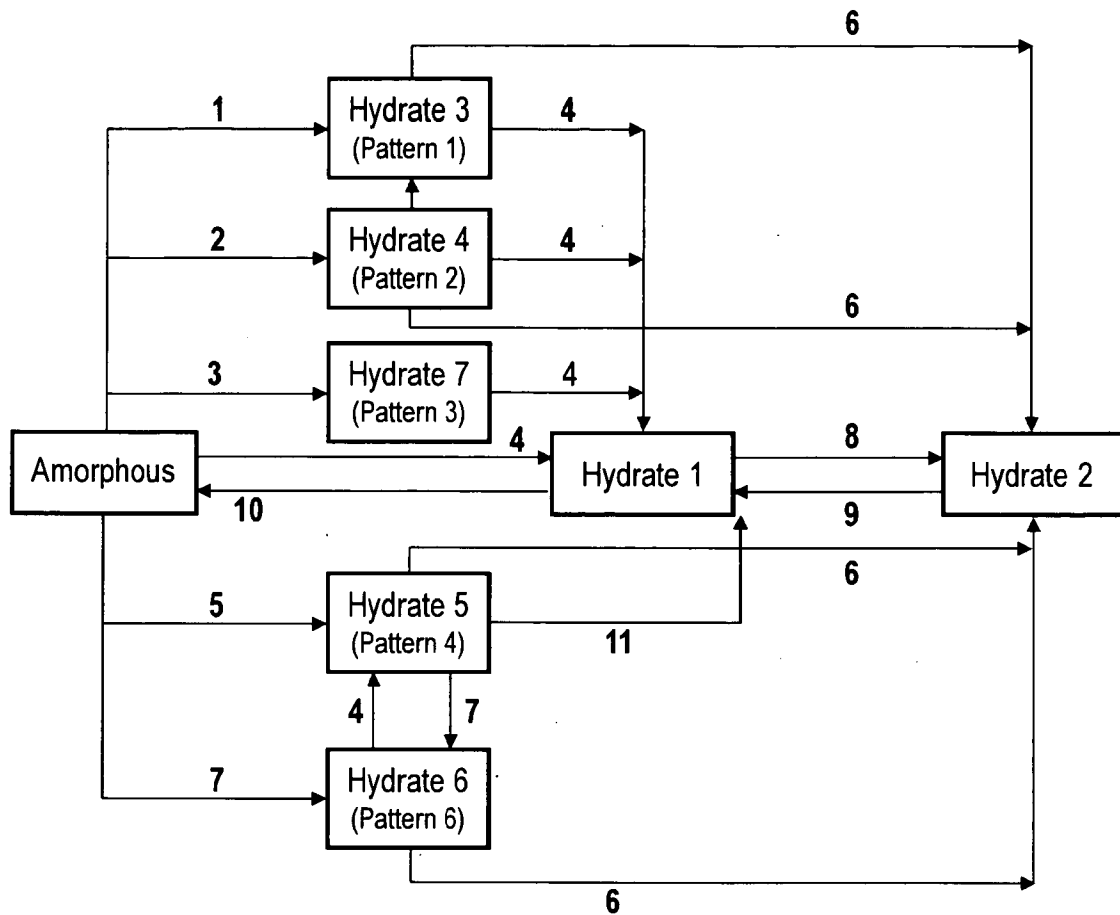 6
1
Hydrate 3
(Pattern 1)
4
2
Hydrate 4
(Pattern 2)
4
6
3
Hydrate 7
(Pattern 3)
4
Amorphous
4
10
Hydrate 1
8
9
Hydrate 2
6
5
Hydrate 5
(Pattern 4)
11
4
7
7
Hydrate 6
(Pattern 6)
6